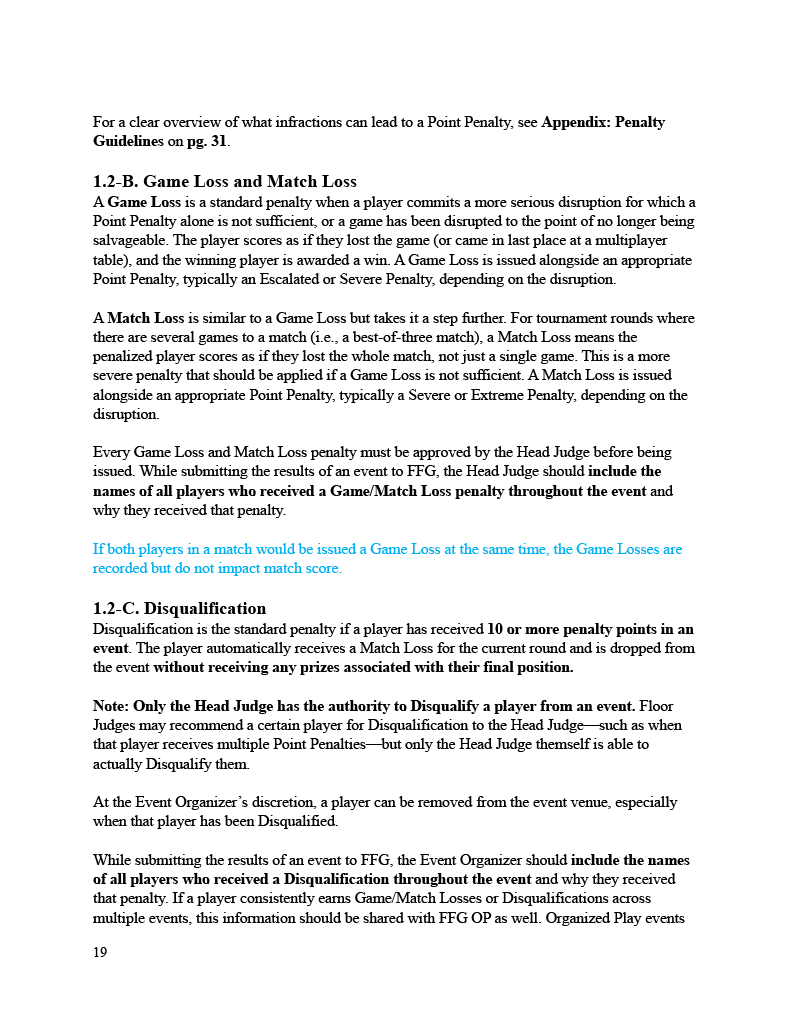 For a clear overview of what infractions can lead to a Point Penalty, see Appendix: Penalty
Guidelines on pg. 31.
1.2-B. Game Loss and Match Loss
A Game Loss is a standard penalty when a player commits a more serious disruption for which a
Point Penalty alone is not sufficient, or a game has been disrupted to the point of no longer being
salvageable. The player scores as if they lost the game (or came in last place at a multiplayer
table), and the winning player is awarded a win. A Game Loss is issued alongside an appropriate
Point Penalty, typically an Escalated or Severe Penalty, depending on the disruption.
A Match Loss is similar to a Game Loss but takes it a step further. For tournament rounds where
there are several games to a match (i.e., a best-of-three match), a Match Loss means the
penalized player scores as if they lost the whole match, not just a single game. This is a more
severe penalty that should be applied if a Game Loss is not sufficient. A Match Loss is issued
alongside an appropriate Point Penalty, typically a Severe or Extreme Penalty, depending on the
disruption.
Every Game Loss and Match Loss penalty must be approved by the Head Judge before being
issued. While submitting the results of an event to FFG, the Head Judge should include the
names of all players who received a Game/Match Loss penalty throughout the event and
why they received that penalty.
If both players in a match would be issued a Game Loss at the same time, the Game Losses are
recorded but do not impact match score.
1.2-C. Disqualification
Disqualification is the standard penalty if a player has received 10 or more penalty points in an
event. The player automatically receives a Match Loss for the current round and is dropped from
the event without receiving any prizes associated with their final position.
Note: Only the Head Judge has the authority to Disqualify a player from an event. Floor
Judges may recommend a certain player for Disqualification to the Head Judge—such as when
that player receives multiple Point Penalties—but only the Head Judge themself is able to
actually Disqualify them.
At the Event Organizer’s discretion, a player can be removed from the event venue, especially
when that player has been Disqualified.
While submitting the results of an event to FFG, the Event Organizer should include the names
of all players who received a Disqualification throughout the event and why they received
that penalty. If a player consistently earns Game/Match Losses or Disqualifications across
multiple events, this information should be shared with FFG OP as well. Organized Play events
19